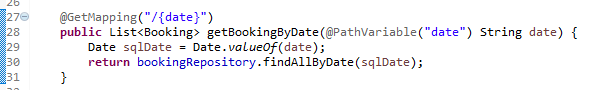 26
27 @GetMapping("/{date}")
28 public List<Booking> getBookingByDate(@PathVariable("date") String date) {
29 Date sqlDate = Date.valueOf(date);
30 return bookingRepository.findAllByDate(sqlDate);
31 }